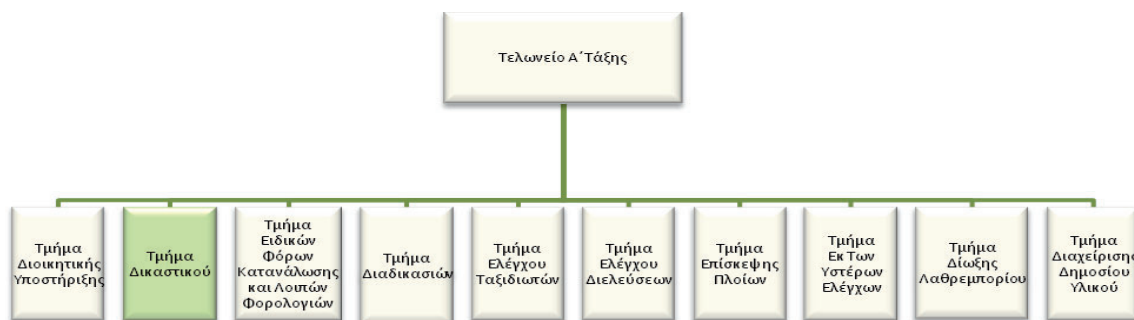 Τελωνείο Α΄Τάξης
Τμήμα
Διοικητικής
Υποστήριξης
Τμήμα
Δικαστικού
Τμήμα
Ειδικών
Φόρων
Κατανάλωσης
και Λοιπών
Φορολογιών
Τμήμα
Διαδικασιών
Τμήμα
Ελέγχου
Ταξιδιωτών
Τμήμα
Ελέγχου
Διελεύσεων
Τμήμα
Επίσκεψης
Πλοίων
Τμήμα
Εκ Των
Υστέρων
Ελέγχων
Τμήμα
Δίωξης
Λαθρεμπορίου
Τμήμα
Διαχείρισης
Δημοσίου
Υλικού